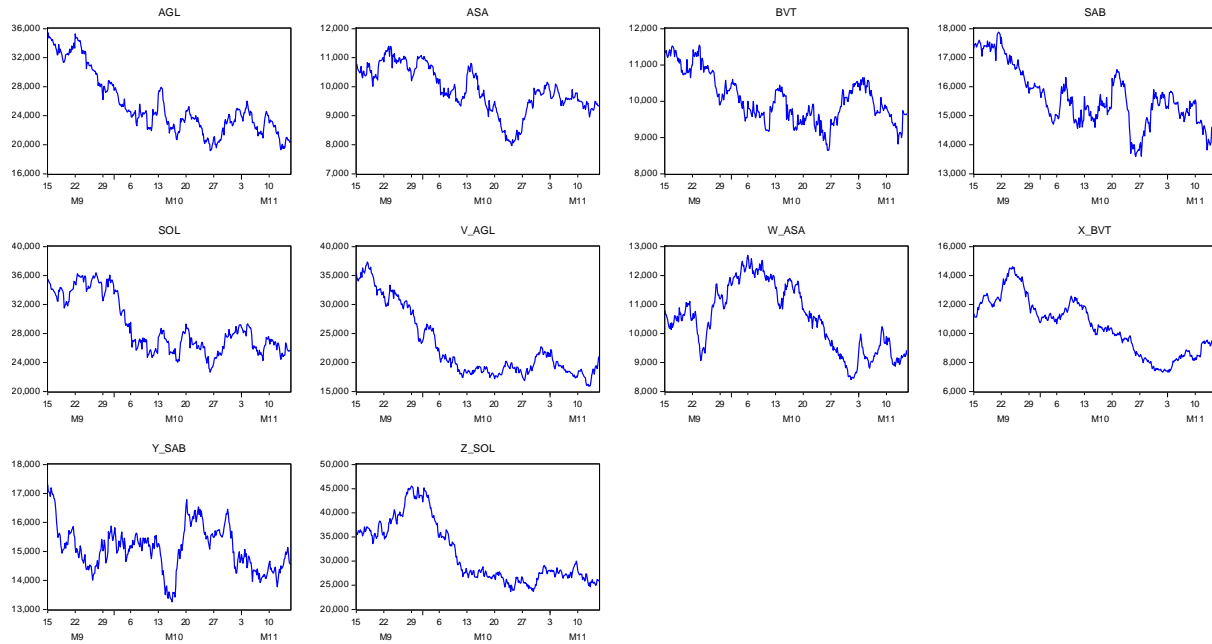 AGL
36,000
32,000
28,000
24,000
20,000
16,000
15 22 29 6 13 20 27 3 10
M9 M10 M11
ASA
12,000
11,000
10,000
9,000
8,000
7,000
15 22 29 6 13 20 27 3 10
M9 M10 M11
BVT
12,000
11,000
10,000
9,000
8,000
15 22 29 6 13 20 27 3 10
M9 M10 M11
SAB
18,000
17,000
16,000
15,000
14,000
13,000
15 22 29 6 13 20 27 3 10
M9 M10 M11
SOL
40,000
36,000
32,000
28,000
24,000
20,000
15 22 29 6 13 20 27 3 10
M9 M10 M11
V_AGL
40,000
35,000
30,000
25,000
20,000
15,000
15 22 29 6 13 20 27 3 10
M9 M10 M11
W_ASA
13,000
12,000
11,000
10,000
9,000
8,000
15 22 29 6 13 20 27 3 10
M9 M10 M11
X_BVT
16,000
14,000
12,000
10,000
8,000
6,000
15 22 29 6 13 20 27 3 10
M9 M10 M11
Y_SAB
18,000
17,000
16,000
15,000
14,000
13,000
15 22 29 6 13 20 27 3 10
M9 M10 M11
Z_SOL
50,000
45,000
40,000
35,000
30,000
25,000
20,000
15 22 29 6 13 20 27 3 10
M9 M10 M11